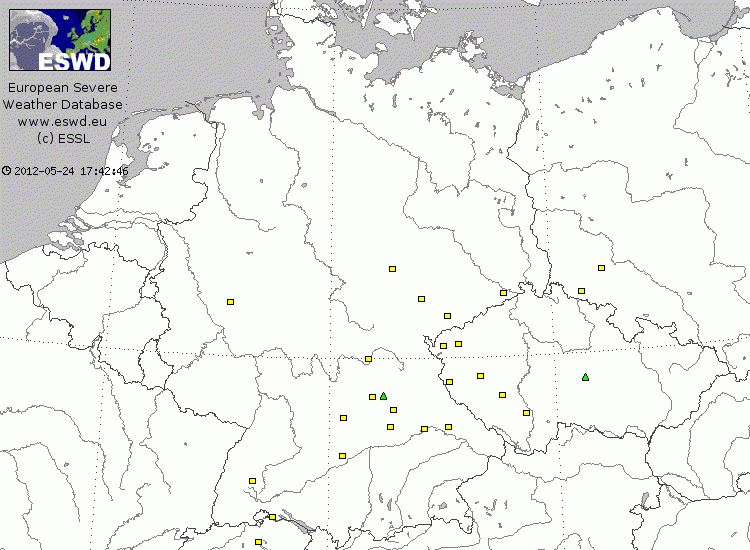 ESWD
European Severe
Weather Database
www.eswd.eu
(c) ESSL
2012-05-24 17:42:46